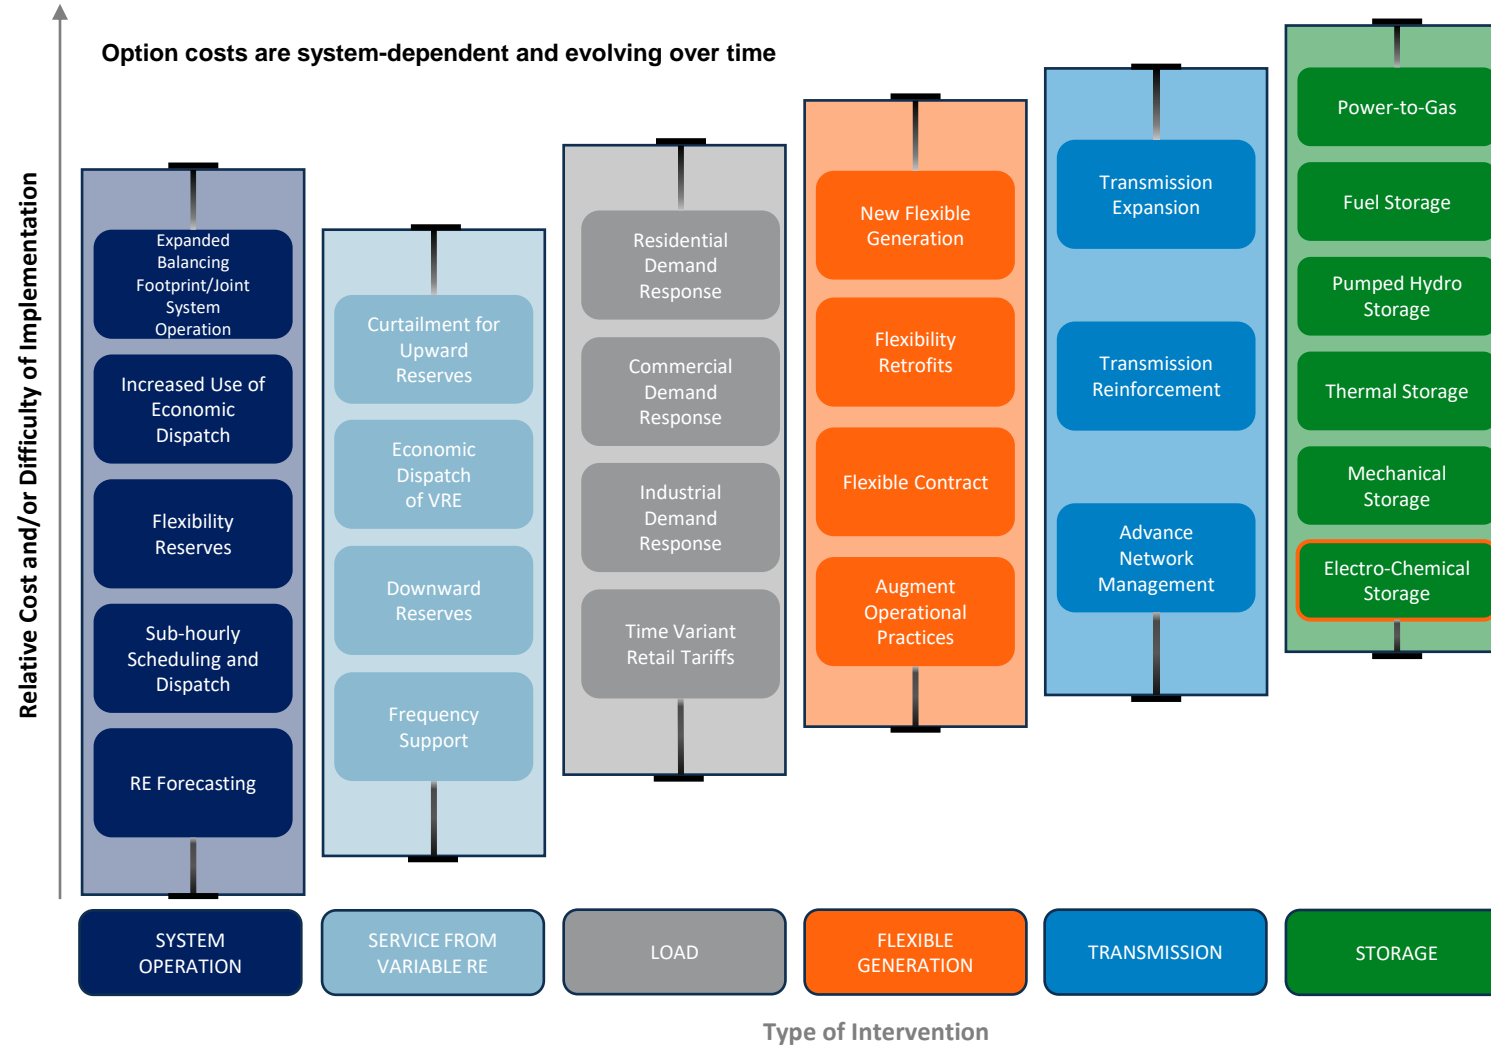 Option costs are system-dependent and evolving over time
Relative Cost and/or Difficulty of Implementation
Expanded
Balancing
Footprint/Joint
System
Operation
Increased Use of
Economic
Dispatch
Flexibility
Reserves
Sub-hourly
Scheduling and
Dispatch
RE Forecasting
SYSTEM
OPERATION
Curtailment for
Upward
Reserves
Economic
Dispatch
of VRE
Downward
Reserves
Frequency
Support
SERVICE FROM
VARIABLE RE
Residential
Demand
Response
Commercial
Demand
Response
Industrial
Demand
Response
Time Variant
Retail Tariffs
LOAD
New Flexible
Generation
Flexibility
Retrofits
Flexible Contract
Augment
Operational
Practices
FLEXIBLE
GENERATION
Transmission
Expansion
Transmission
Reinforcement
Advance
Network
Management
TRANSMISSION
Power-to-Gas
Fuel Storage
Pumped Hydro
Storage
Thermal Storage
Mechanical
Storage
Electro-Chemical
Storage
STORAGE
Type of Intervention